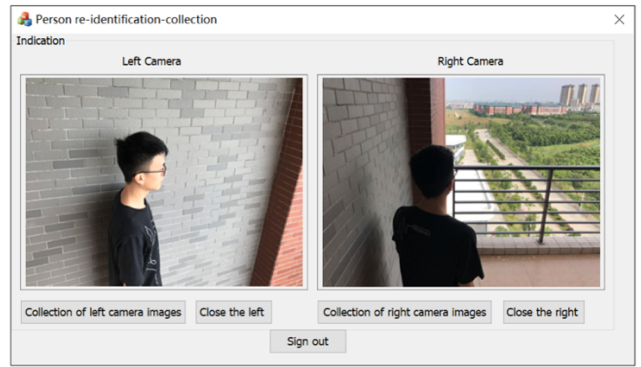 Person re-identification-collection
Indication
Left Camera
Right Camera
Collection of left camera images
Close the left
Collection of right camera images
Close the right
Sign out